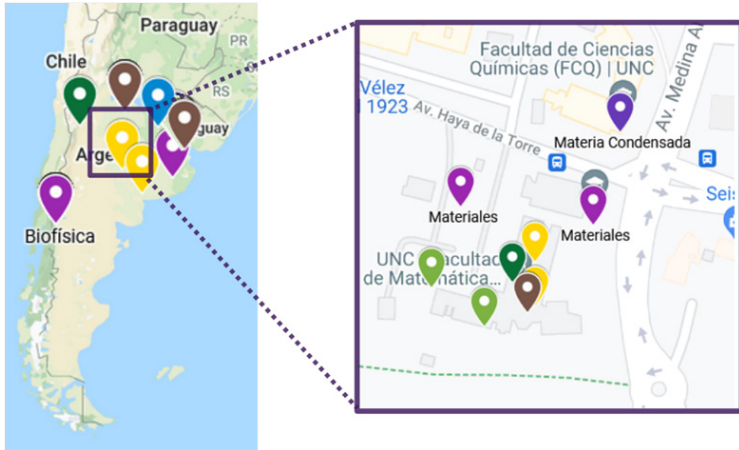 Paraguay
PR
Chile
RS
guay
Arge
Biofísica
Facultad de Ciencias
Químicas (FCQ) | UNC
Vélez
1923
Av. Haya de la Torre
Av. Medina Al
Materia Condensada
Seis
Materiales
Materiales
UNC Facultad
de Matemática...